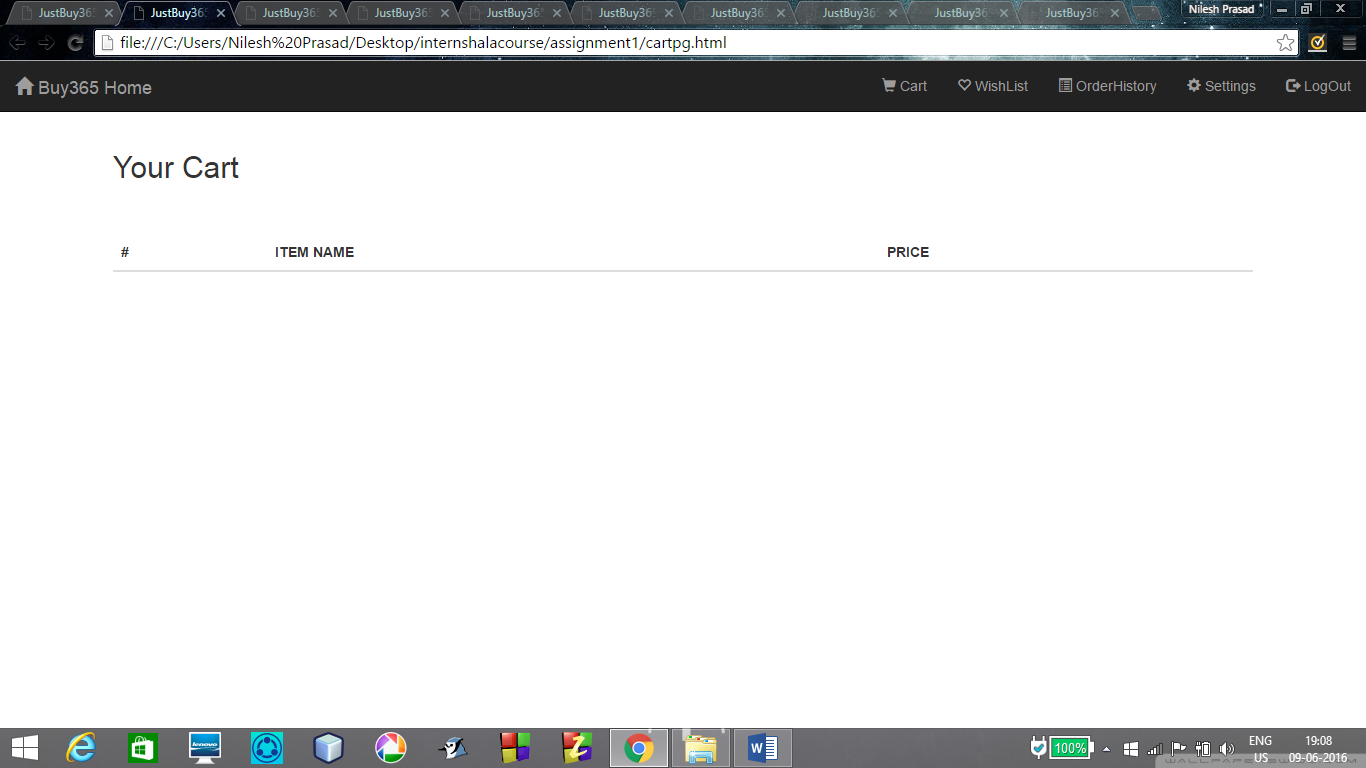 JustBuy365 JustBuy365 JustBuy365 JustBuy365 JustBuy365 JustBuy365 JustBuy365 JustBuy365 JustBuy365 JustBuy365 Nilesh Prasad
file:///C:/Users/Nilesh%20Prasad/Desktop/internshalacourse/assignment1/cartpg.html
Buy365 Home Cart WishList OrderHistory Settings LogOut
Your Cart
# ITEM NAME PRICE
lenovo 100% ENG 19:08
US 09-06-2016